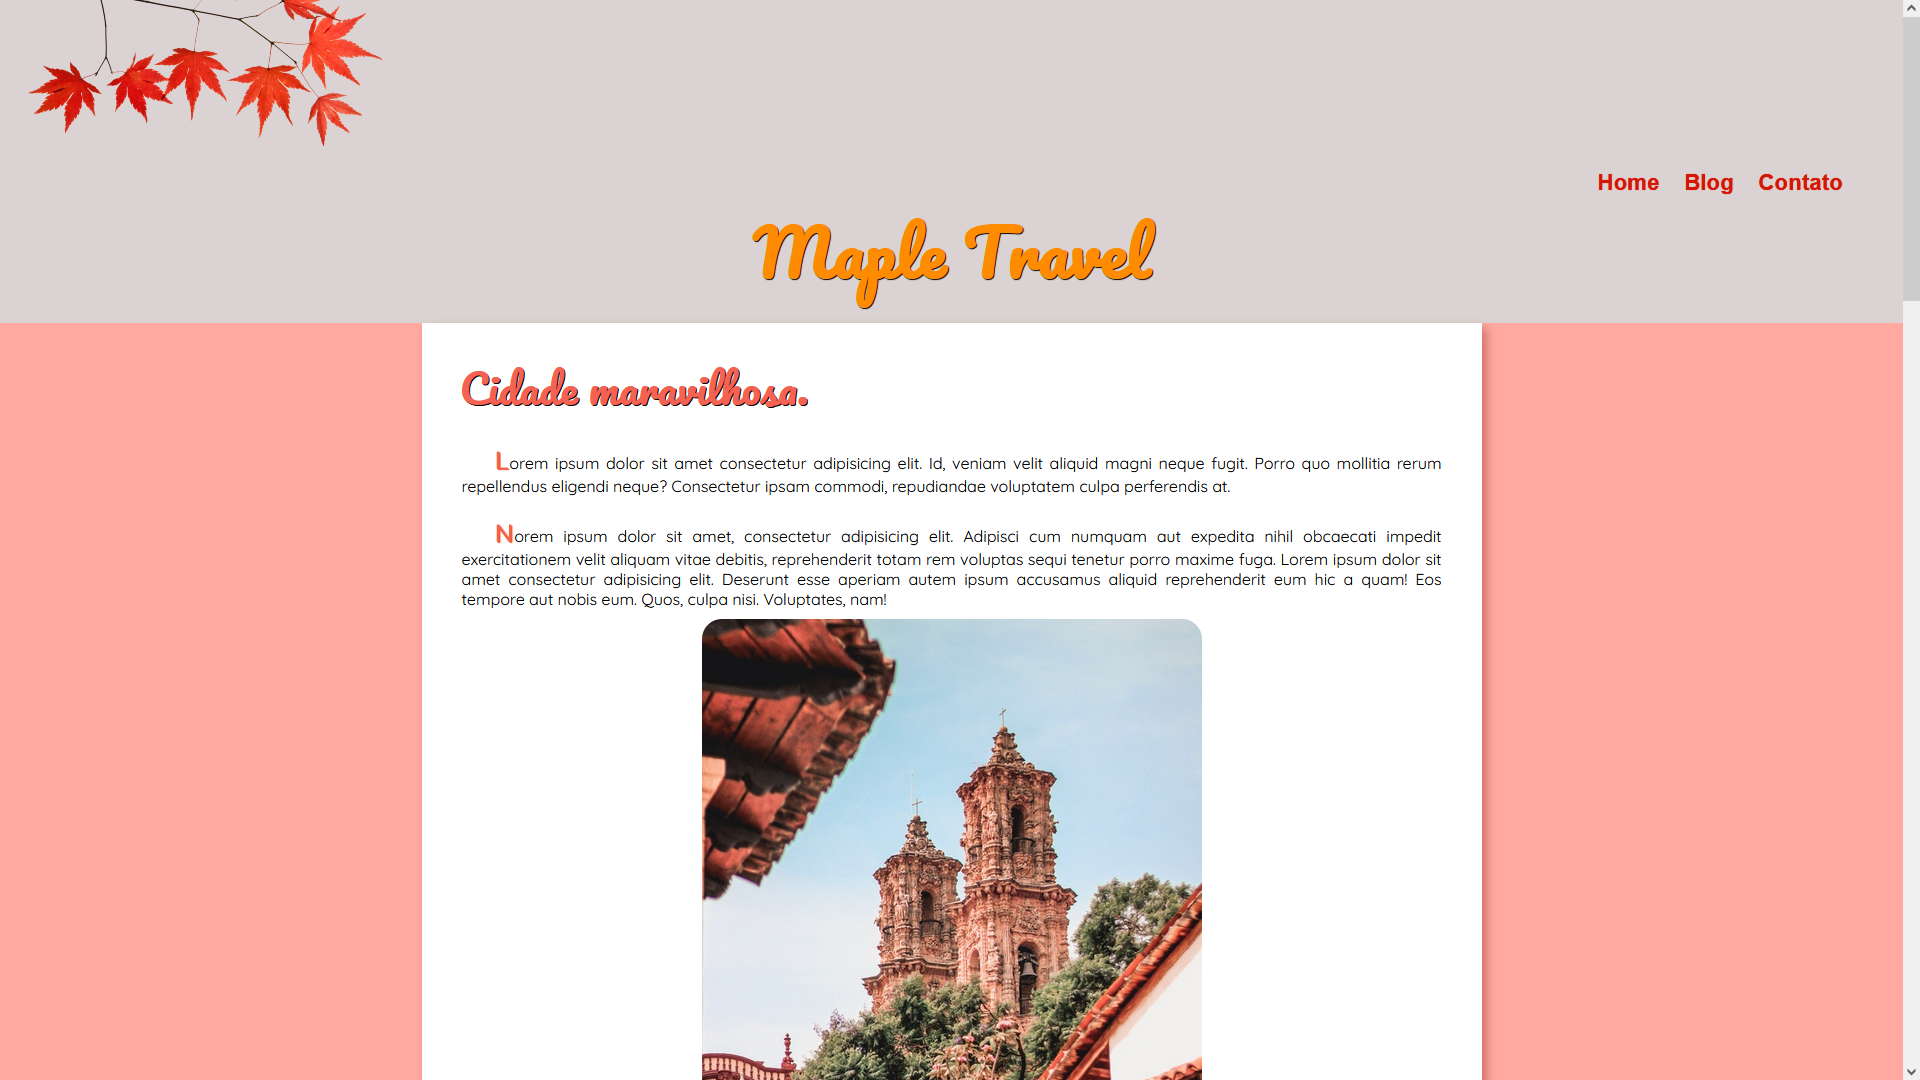 Home Blog Contato
Maple Travel
Cidade maravilhosa.
Lorem ipsum dolor sit amet consectetur adipisicing elit. Id, veniam velit aliquid magni neque fugit. Porro quo mollitia rerum
repellendus eligendi neque? Consectetur ipsam commodi, repudiandae voluptatem culpa perferendis at.
Norem ipsum dolor sit amet, consectetur adipisicing elit. Adipisci cum numquam aut expedita nihil obcaecati impedit
exercitationem velit aliquam vitae debitis, reprehenderit totam rem voluptas sequi tenetur porro maxime fuga. Lorem ipsum dolor sit
amet consectetur adipisicing elit. Deserunt esse aperiam autem ipsum accusamus aliquid reprehenderit eum hic a quam! Eos
tempore aut nobis eum. Quos, culpa nisi. Voluptates, nam!